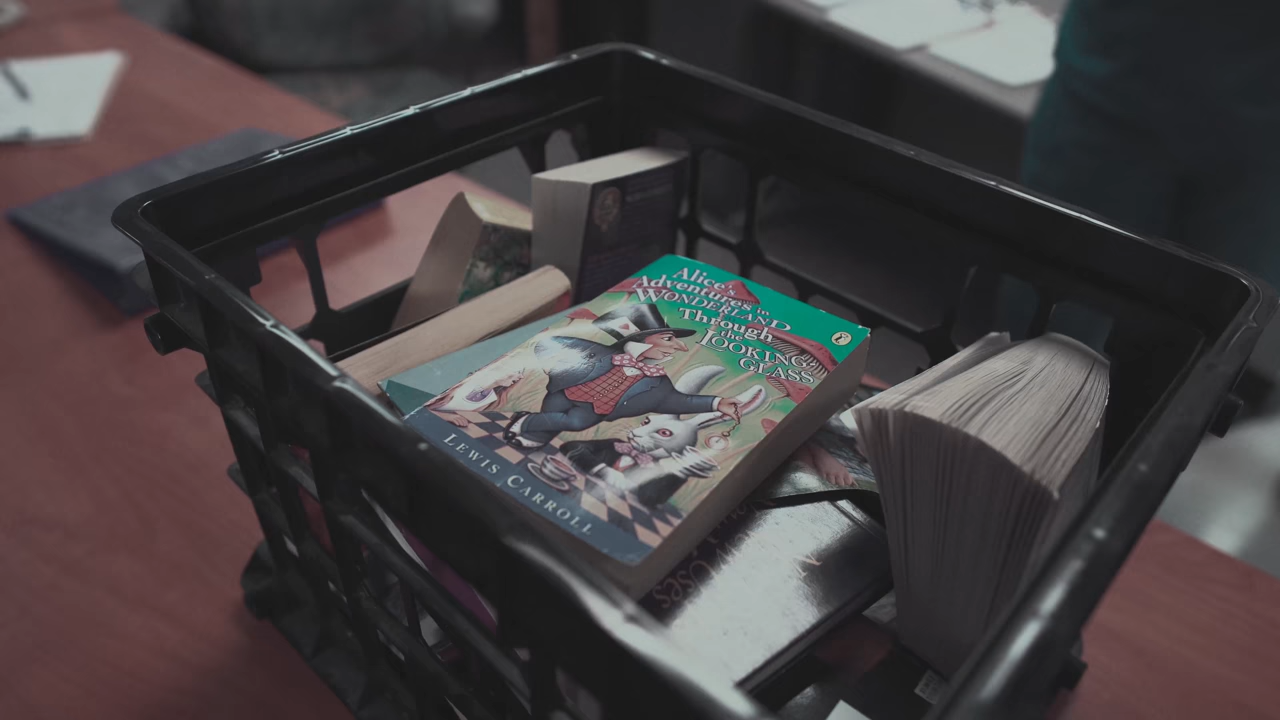 Alice's
Adventures in
WONDERLAND
Through
the
LOOKING-
GLASS
LEWIS CARROLL